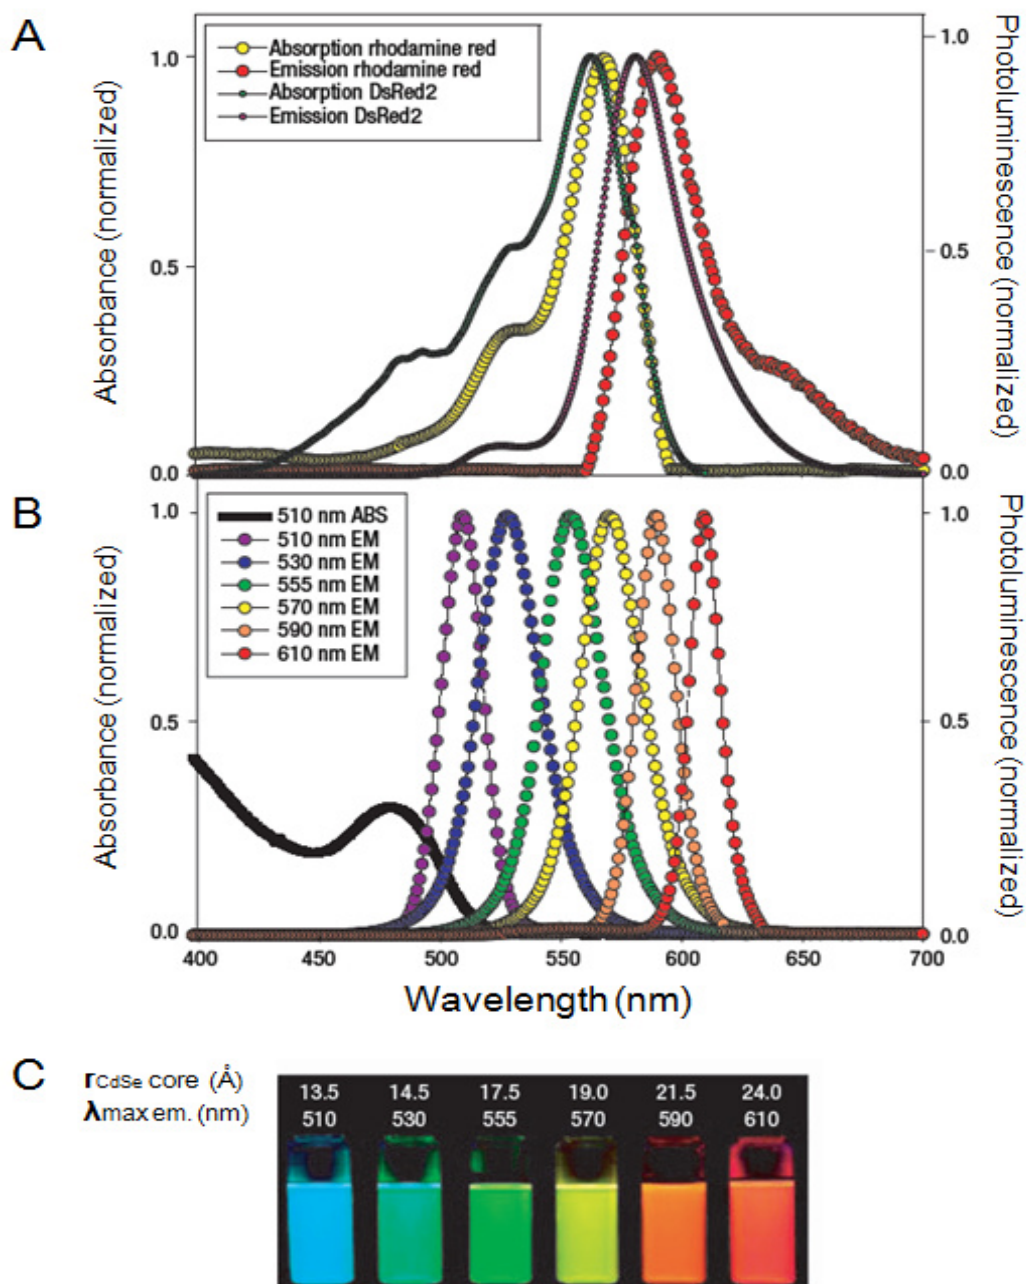 A
Absorption rhodamine red
Emission rhodamine red
Absorption DsRed2
Emission DsRed2
Absorbance (normalized)
1.0
0.5
0.0
Photoluminescence (normalized)
1.0
0.5
0.0
B
510 nm ABS
510 nm EM
530 nm EM
555 nm EM
570 nm EM
590 nm EM
610 nm EM
Absorbance (normalized)
1.0
0.5
0.0
Photoluminescence (normalized)
1.0
0.5
0.0
400 450 500 550 600 650 700
Wavelength (nm)
C
rCdSe core (Å) 13.5 14.5 17.5 19.0 21.5 24.0
λmax em. (nm) 510 530 555 570 590 610